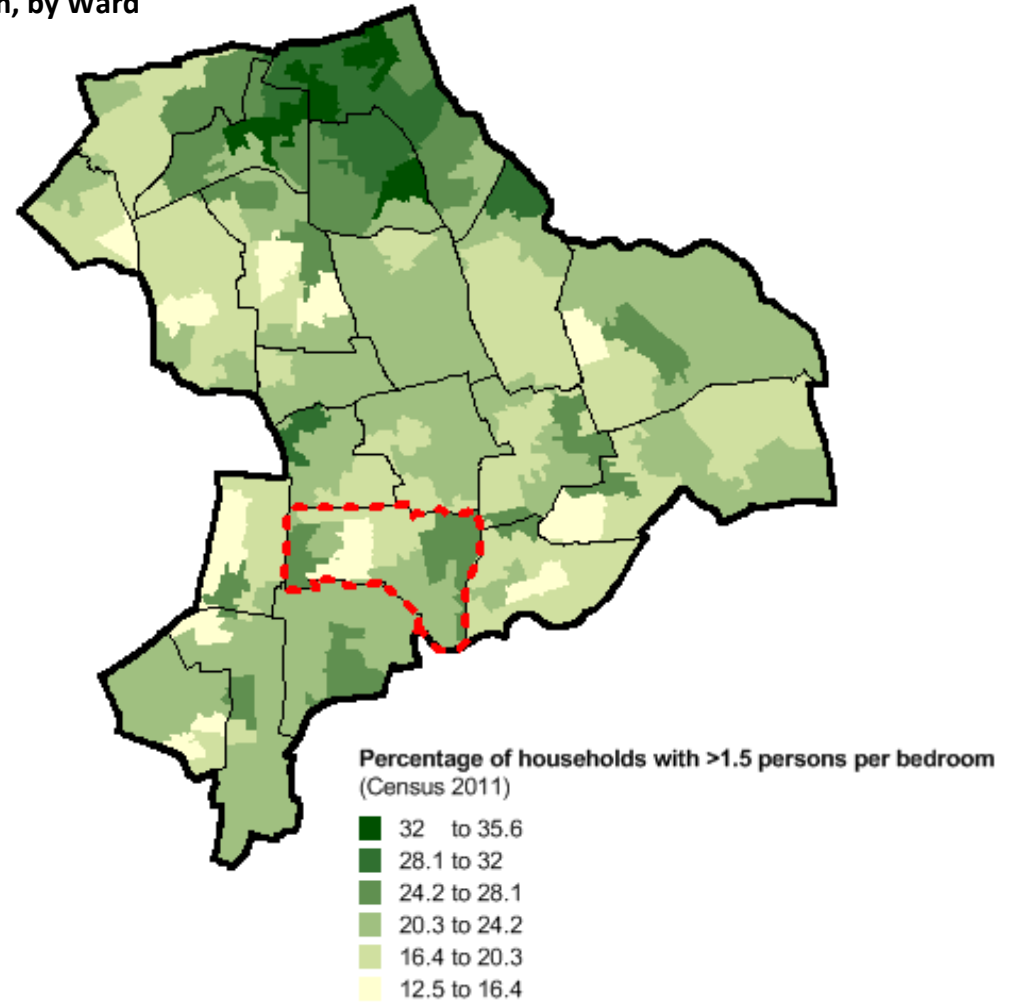 , by Ward
Percentage of households with >1.5 persons per bedroom
(Census 2011)
32 to 35.6
28.1 to 32
24.2 to 28.1
20.3 to 24.2
16.4 to 20.3
12.5 to 16.4